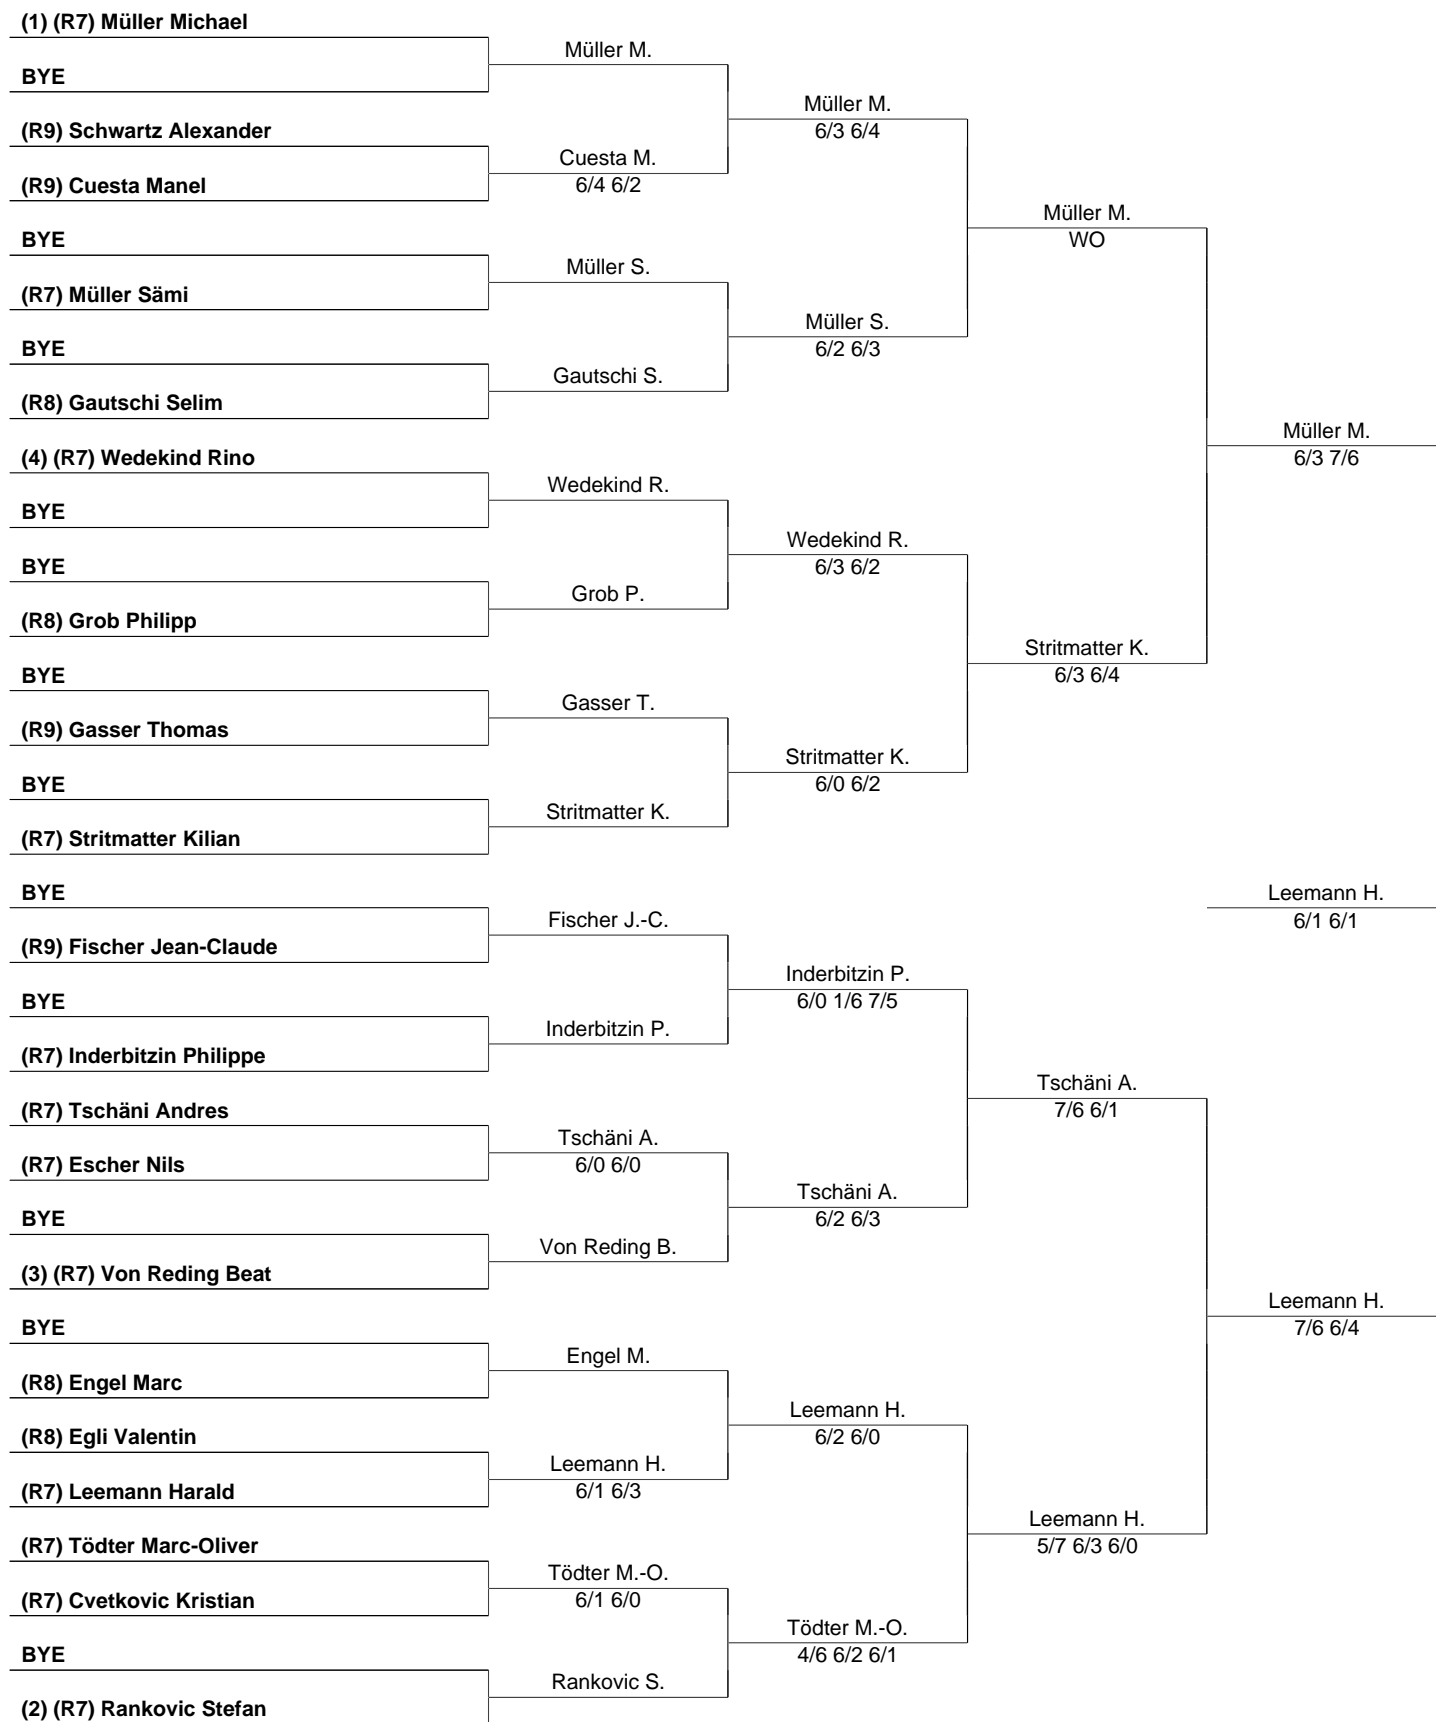 (1) (R7) Müller Michael
BYE
(R9) Schwartz Alexander
(R9) Cuesta Manel
BYE
(R7) Müller Sämi
BYE
(R8) Gautschi Selim
(4) (R7) Wedekind Rino
BYE
BYE
(R8) Grob Philipp
BYE
(R9) Gasser Thomas
BYE
(R7) Stritmatter Kilian
BYE
(R9) Fischer Jean-Claude
BYE
(R7) Inderbitzin Philippe
(R7) Tschäni Andres
(R7) Escher Nils
BYE
(3) (R7) Von Reding Beat
BYE
(R8) Engel Marc
(R8) Egli Valentin
(R7) Leemann Harald
(R7) Tödter Marc-Oliver
(R7) Cvetkovic Kristian
BYE
(2) (R7) Rankovic Stefan
Müller M.
Cuesta M.
6/4 6/2
Müller S.
Gautschi S.
Wedekind R.
Grob P.
Gasser T.
Stritmatter K.
Fischer J.-C.
Inderbitzin P.
Tschäni A.
6/0 6/0
Von Reding B.
Engel M.
Leemann H.
6/1 6/3
Tödter M.-O.
6/1 6/0
Rankovic S.
Müller M.
6/3 6/4
Müller S.
6/2 6/3
Wedekind R.
6/3 6/2
Stritmatter K.
6/0 6/2
Inderbitzin P.
6/0 1/6 7/5
Tschäni A.
6/2 6/3
Leemann H.
6/2 6/0
Tödter M.-O.
4/6 6/2 6/1
Müller M.
WO
Stritmatter K.
6/3 6/4
Tschäni A.
7/6 6/1
Leemann H.
5/7 6/3 6/0
Müller M.
6/3 7/6
Leemann H.
6/1 6/1
Leemann H.
7/6 6/4